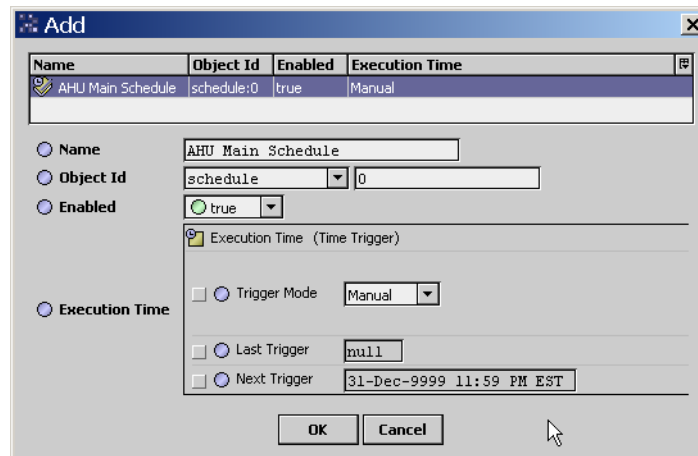 Add
Name Object Id Enabled Execution Time
AHU Main Schedule schedule:0 true Manual
Name AHU Main Schedule
Object Id schedule 0
Enabled true
Execution Time (Time Trigger)
Trigger Mode Manual
Execution Time
Last Trigger null
Next Trigger 31-Dec-9999 11:59 PM EST
OK Cancel